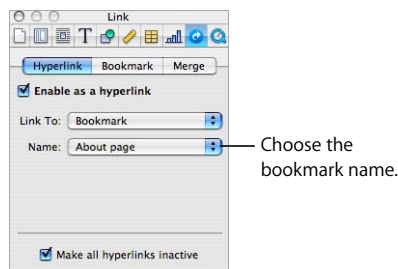 Link
Hyperlink Bookmark Merge
Enable as a hyperlink
Link To: Bookmark
Name: About page
Choose the
bookmark name.
Make all hyperlinks inactive